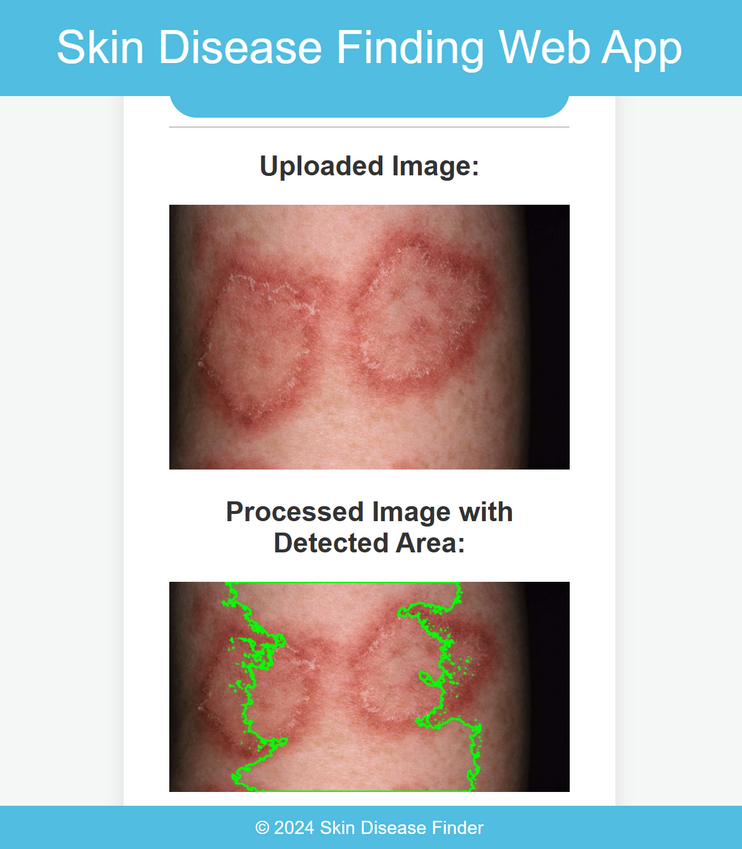 Skin Disease Finding Web App
Uploaded Image:
Processed Image with
Detected Area:
© 2024 Skin Disease Finder